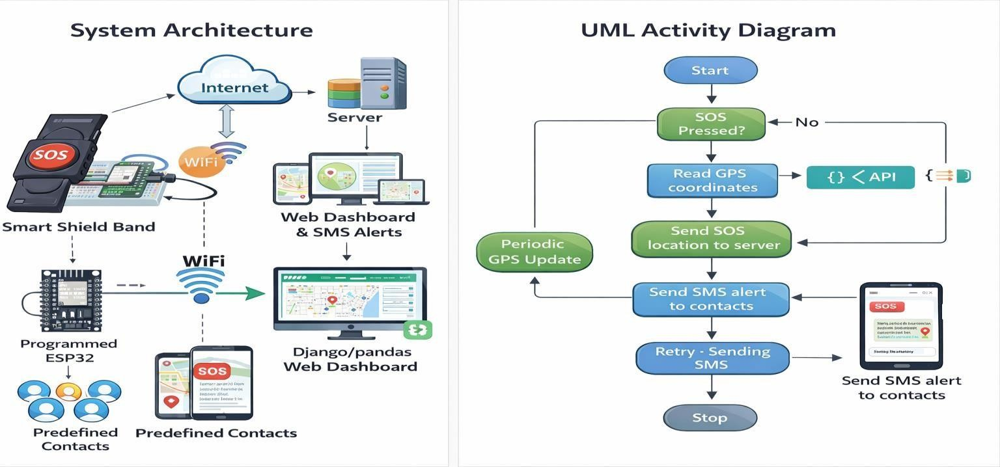 System Architecture
Internet
Server
SOS
WiFi
Smart Shield Band
Web Dashboard
& SMS Alerts
WiFi
Programmed
ESP32
Django/pandas
Web Dashboard
SOS
Predefined
Contacts
Predefined Contacts
UML Activity Diagram
Start
SOS
Pressed?
No
Read GPS
coordinates
{} < API
Send SOS
location to server
Periodic
GPS Update
Send SMS alert
to contacts
SOS
Retry - Sending
SMS
Send SMS alert
to contacts
Stop